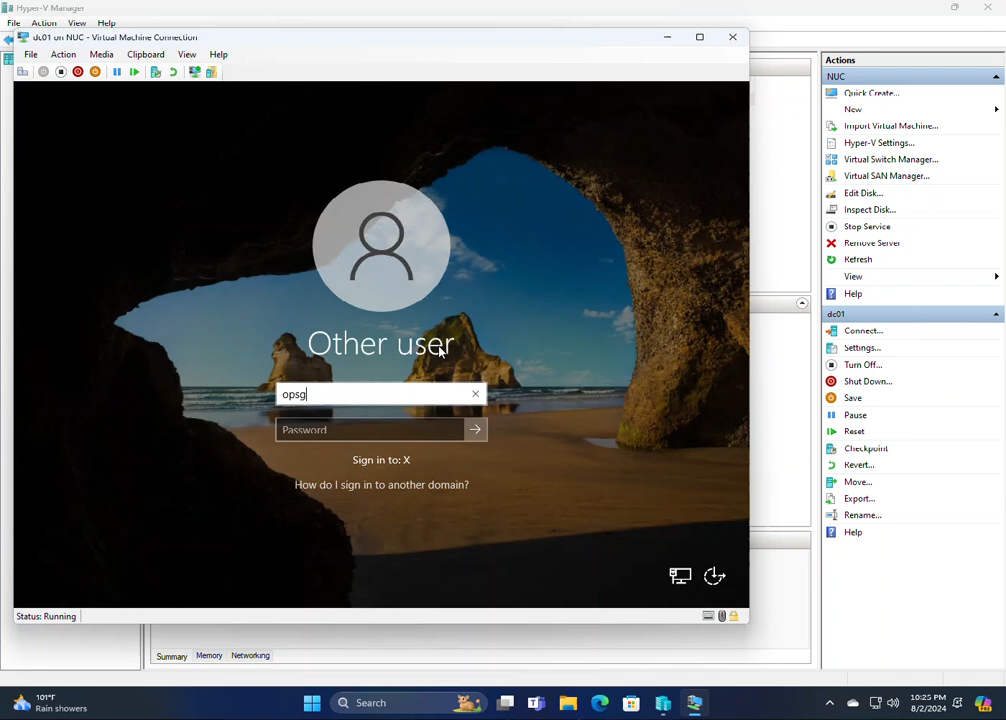 Hyper-V Manager
File Action View Help
dc01 on NUC - Virtual Machine Connection
File Action Media Clipboard View Help
Other user
opsg
Password
Sign in to: X
How do I sign in to another domain?
Status: Running
Summary Memory Networking
Actions
NUC
Quick Create...
New
Import Virtual Machine...
Hyper-V Settings...
Virtual Switch Manager...
Virtual SAN Manager...
Edit Disk...
Inspect Disk...
Stop Service
Remove Server
Refresh
View
Help
dc01
Connect...
Settings...
Turn Off...
Shut Down...
Save
Pause
Reset
Checkpoint
Revert...
Move...
Export...
Rename...
Help
101°F
Rain showers
Search
10:25 PM
8/2/2024